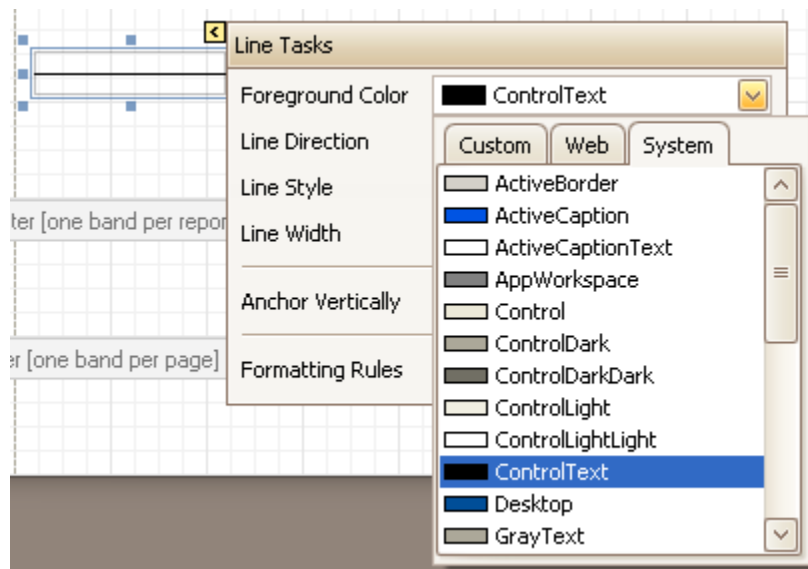 Line Tasks
Foreground Color
ControlText
Line Direction
Custom Web System
Line Style
ActiveBorder
ActiveCaption
ter [one band per repor
Line Width
ActiveCaptionText
AppWorkspace
Anchor Vertically
Control
ControlDark
er [one band per page]
Formatting Rules
ControlDarkDark
ControlLight
ControlLightLight
ControlText
Desktop
GrayText